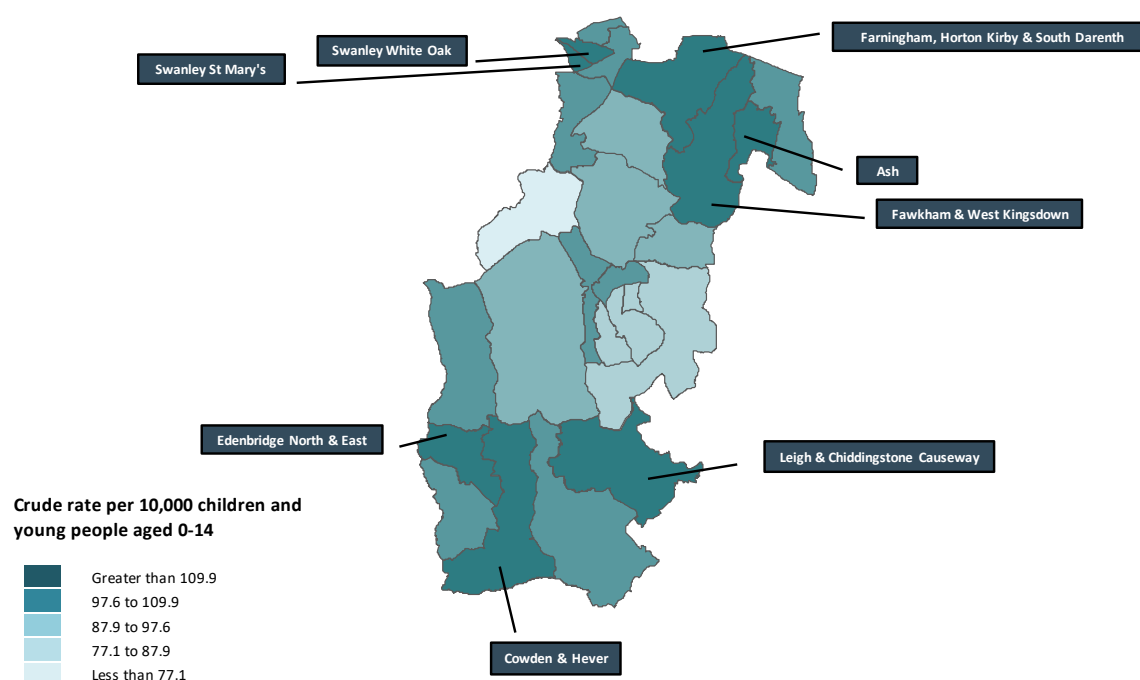 Farningham, Horton Kirby & South Darenth
Swanley White Oak
Swanley St Mary's
Ash
Fawkham & West Kingsdown
Edenbridge North & East
Leigh & Chiddingstone Causeway
Crude rate per 10,000 children and
young people aged 0-14
Greater than 109.9
97.6 to 109.9
87.9 to 97.6
77.1 to 87.9
Less than 77.1
Cowden & Hever